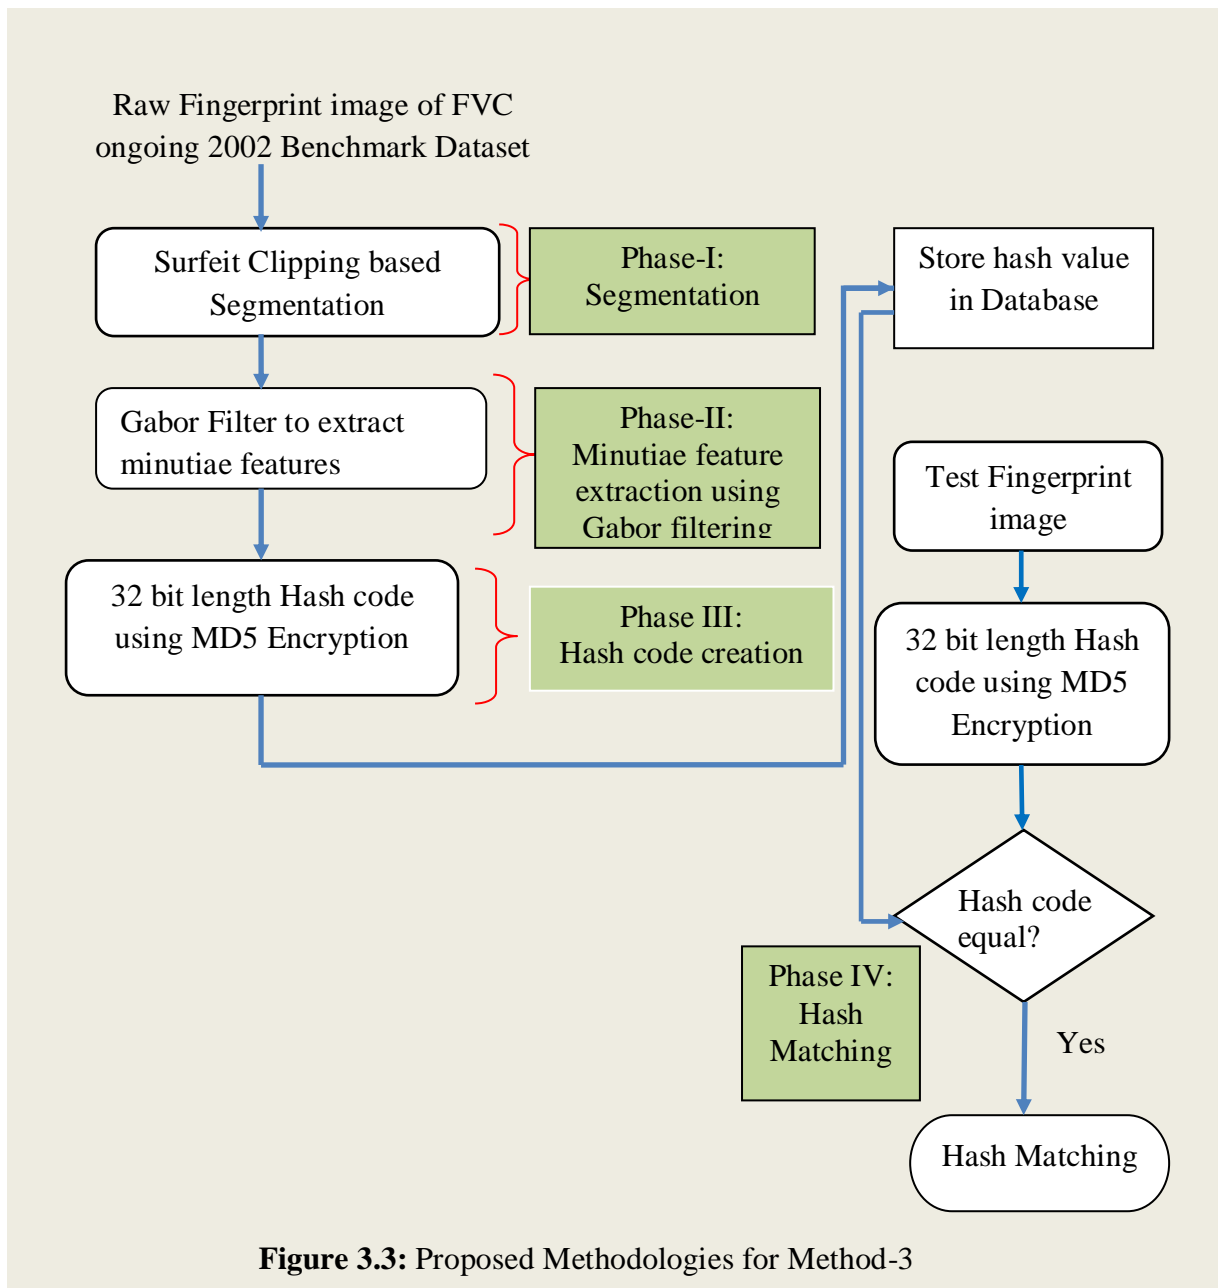 Raw Fingerprint image of FVC
ongoing 2002 Benchmark Dataset
Surfeit Clipping based
Segmentation
Phase-I:
Segmentation
Store hash value
in Database
Gabor Filter to extract
minutiae features
Phase-II:
Minutiae feature
extraction using
Gabor filtering
Test Fingerprint
image
32 bit length Hash code
using MD5 Encryption
Phase III:
Hash code creation
32 bit length Hash
code using MD5
Encryption
Hash code
equal?
Phase IV:
Hash
Matching
Yes
Hash Matching
Figure 3.3: Proposed Methodologies for Method-3